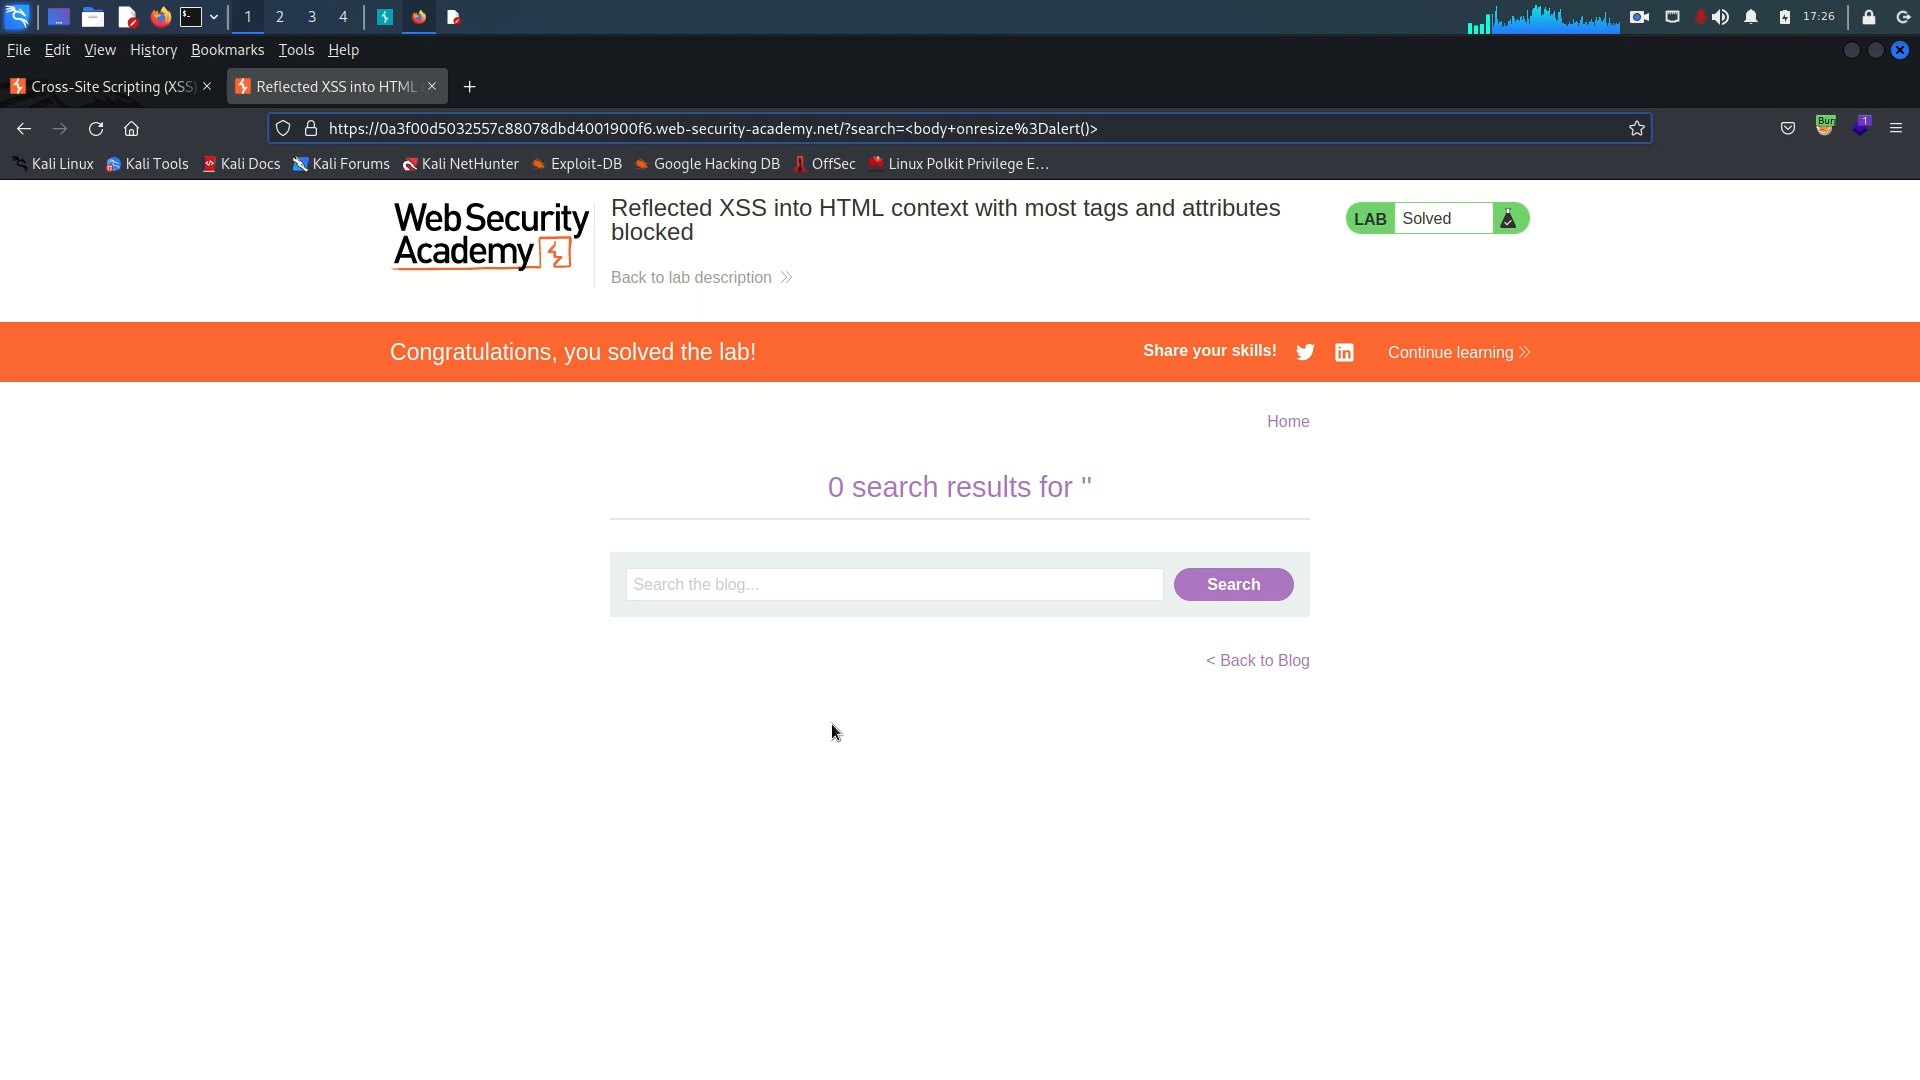 1 2 3 4 17:26
File Edit View History Bookmarks Tools Help
Cross-Site Scripting (XSS) Reflected XSS into HTML
https://0a3f00d5032557c88078dbd4001900f6.web-security-academy.net/?search=<body+onresize%3Dalert()> Bur 1
Kali Linux Kali Tools Kali Docs Kali Forums Kali NetHunter Exploit-DB Google Hacking DB OffSec Linux Polkit Privilege E…
WebSecurity
Academy
Reflected XSS into HTML context with most tags and attributes
blocked
LAB Solved
Back to lab description
Congratulations, you solved the lab! Share your skills! Continue learning
Home
0 search results for ''
Search the blog... Search
< Back to Blog